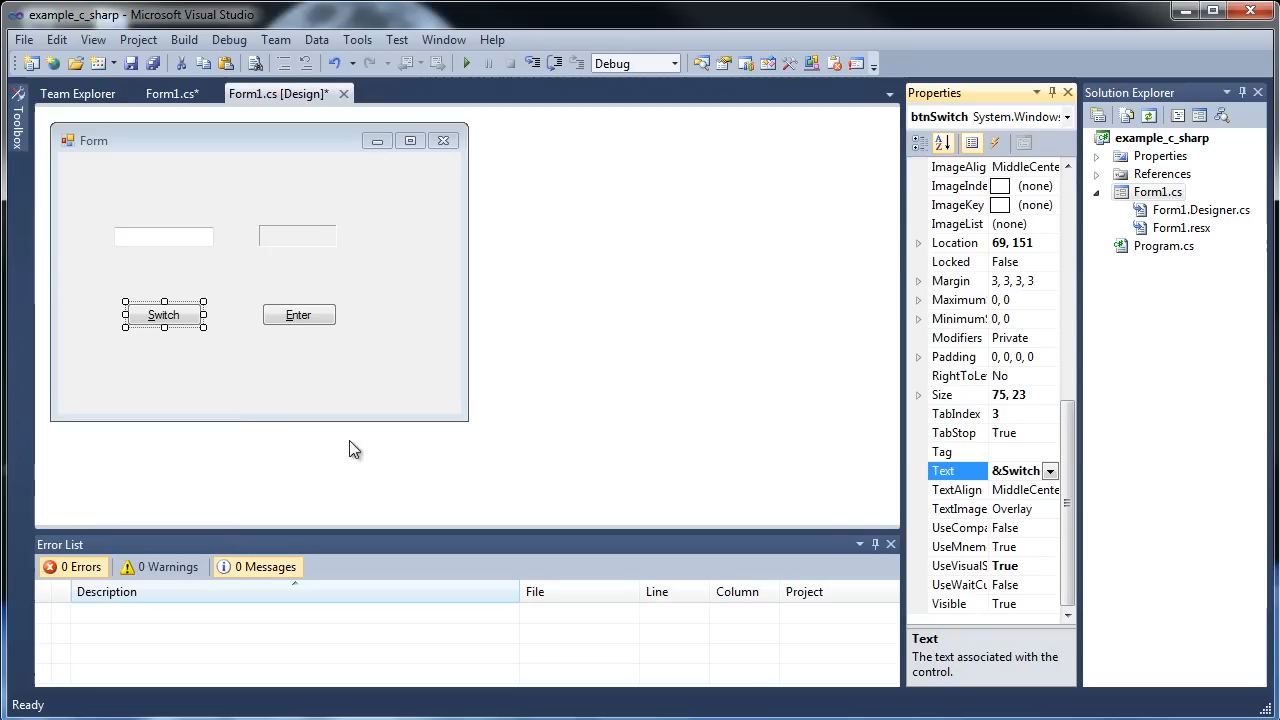 example_c_sharp - Microsoft Visual Studio
File Edit View Project Build Debug Team Data Tools Test Window Help
Debug
Team Explorer Form1.cs* Form1.cs [Design]*
Toolbox
Form
Switch Enter
Properties
btnSwitch System.Windows
ImageAlig MiddleCente
ImageInde (none)
ImageKey (none)
ImageList (none)
Location 69, 151
Locked False
Margin 3, 3, 3, 3
Maximum 0, 0
MinimumS 0, 0
Modifiers Private
Padding 0, 0, 0, 0
RightToLe No
Size 75, 23
TabIndex 3
TabStop True
Tag
Text &Switch
TextAlign MiddleCente
TextImage Overlay
UseCompa False
UseMnem True
UseVisualS True
UseWaitCu False
Visible True
Text
The text associated with the
control.
Solution Explorer
example_c_sharp
Properties
References
Form1.cs
Form1.Designer.cs
Form1.resx
Program.cs
Error List
0 Errors 0 Warnings 0 Messages
Description File Line Column Project
Ready